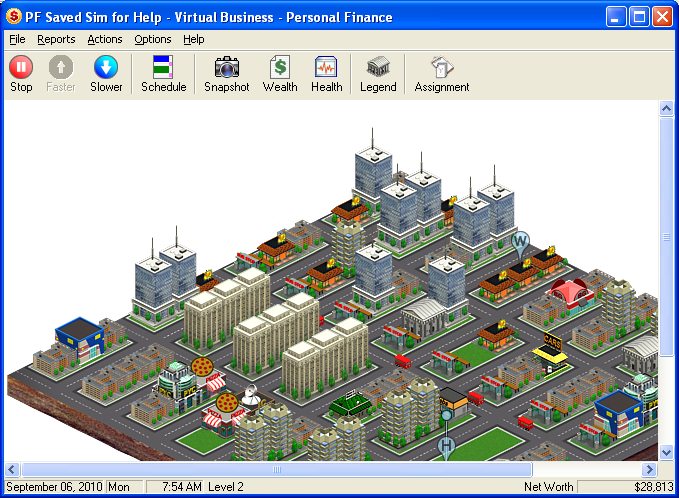 PF Saved Sim for Help - Virtual Business - Personal Finance
File Reports Actions Options Help
Stop Faster Slower Schedule Snapshot Wealth Health Legend Assignment
W
CARS
H
September 06, 2010 Mon 7:54 AM Level 2 Net Worth $28,813